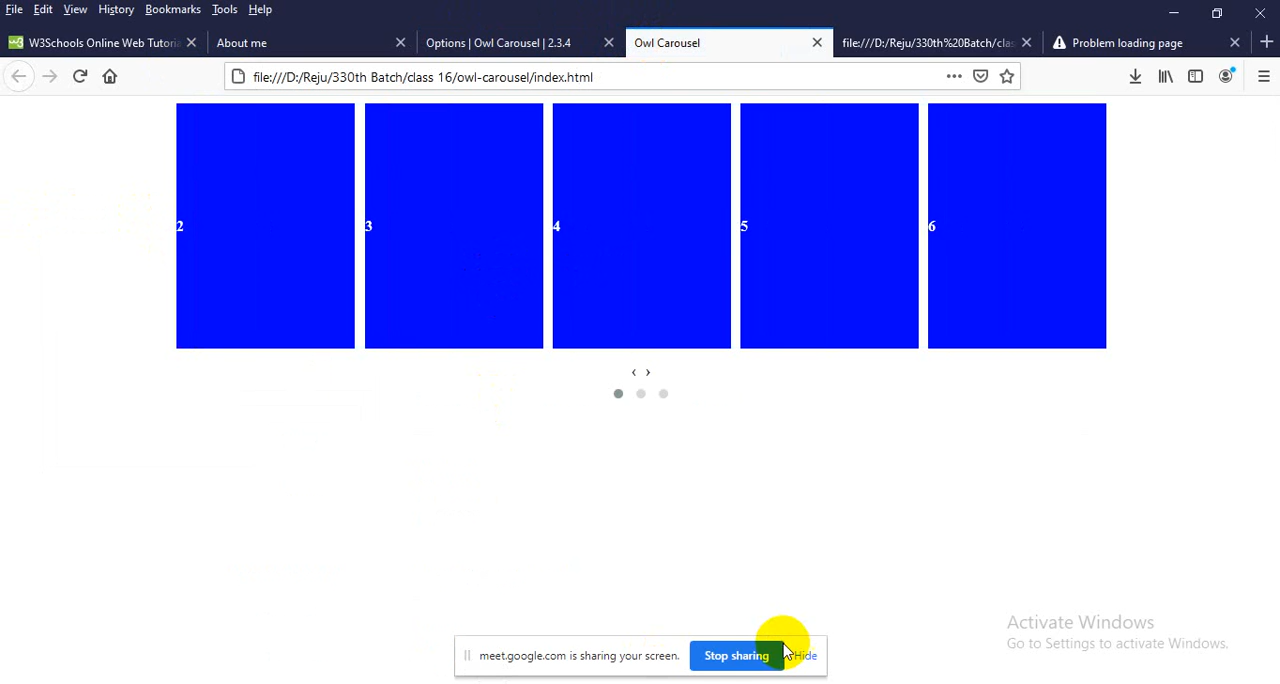 File Edit View History Bookmarks Tools Help
W3Schools Online Web Tutoria
About me
Options | Owl Carousel | 2.3.4
Owl Carousel
file:///D:/Reju/330th%20Batch/clas
Problem loading page
file:///D:/Reju/330th Batch/class 16/owl-carousel/index.html
2 3 4 5 6
‹ ›
Activate Windows
Go to Settings to activate Windows.
meet.google.com is sharing your screen. Stop sharing Hide